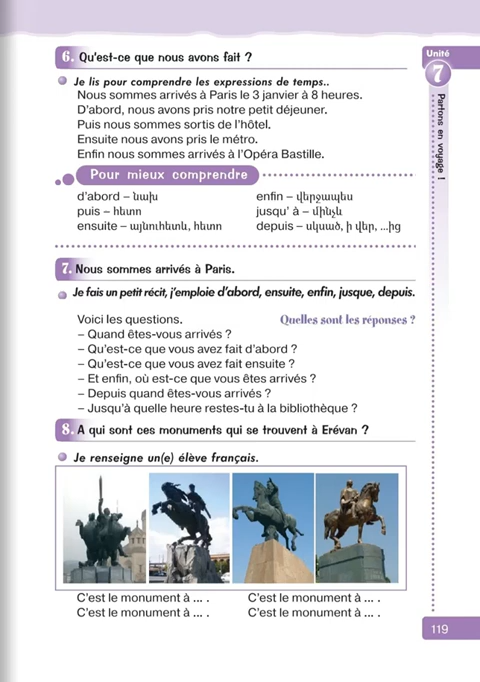 6. Qu'est-ce que nous avons fait ?
Unité
7
Partons en voyage !
Je lis pour comprendre les expressions de temps..
Nous sommes arrivés à Paris le 3 janvier à 8 heures.
D'abord, nous avons pris notre petit déjeuner.
Puis nous sommes sortis de l'hôtel.
Ensuite nous avons pris le métro.
Enfin nous sommes arrivés à l'Opéra Bastille.
Pour mieux comprendre
d'abord – նախ
puis – հետո
ensuite – այնուհետև, հետո
enfin – վերջապես
jusqu' à – մինչև
depuis – սկսած, ի վեր, ...ից
7. Nous sommes arrivés à Paris.
Je fais un petit récit, j'emploie d'abord, ensuite, enfin, jusque, depuis.
Voici les questions. Quelles sont les réponses ?
– Quand êtes-vous arrivés ?
– Qu'est-ce que vous avez fait d'abord ?
– Qu'est-ce que vous avez fait ensuite ?
– Et enfin, où est-ce que vous êtes arrivés ?
– Depuis quand êtes-vous arrivés ?
– Jusqu'à quelle heure restes-tu à la bibliothèque ?
8. A qui sont ces monuments qui se trouvent à Erévan ?
Je renseigne un(e) élève français.
C'est le monument à ... . C'est le monument à ... .
C'est le monument à ... . C'est le monument à ... .
119